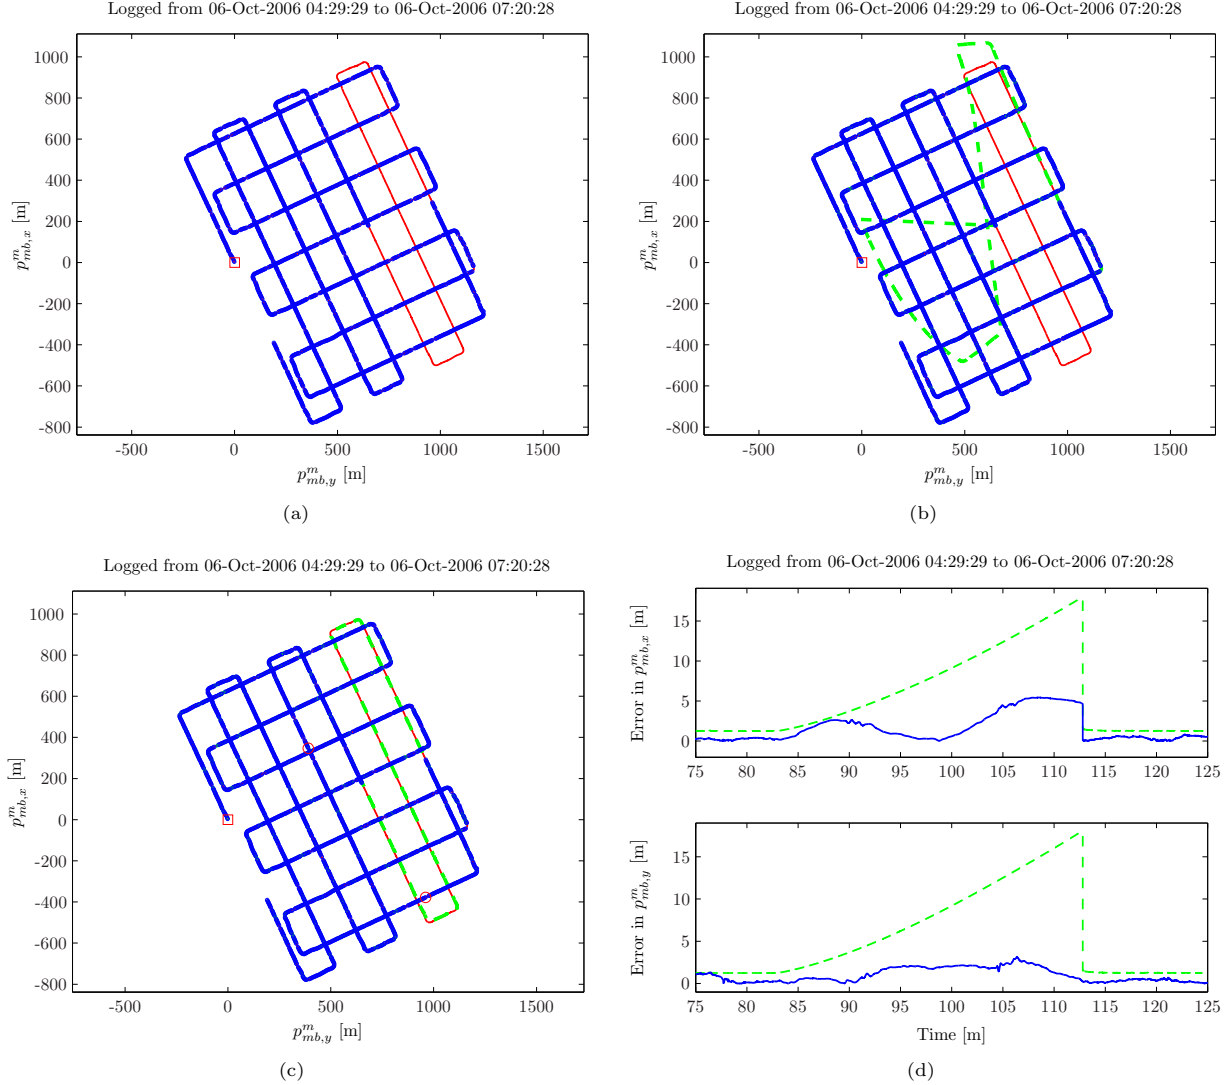 Logged from 06-Oct-2006 04:29:29 to 06-Oct-2006 07:20:28
1000
800
600
400
200
0
-200
-400
-600
-800
p^m_{mb,x} [m]
-500 0 500 1000 1500
p^m_{mb,y} [m]
(a)
Logged from 06-Oct-2006 04:29:29 to 06-Oct-2006 07:20:28
1000
800
600
400
200
0
-200
-400
-600
-800
p^m_{mb,x} [m]
-500 0 500 1000 1500
p^m_{mb,y} [m]
(b)
Logged from 06-Oct-2006 04:29:29 to 06-Oct-2006 07:20:28
1000
800
600
400
200
0
-200
-400
-600
-800
p^m_{mb,x} [m]
-500 0 500 1000 1500
p^m_{mb,y} [m]
(c)
Logged from 06-Oct-2006 04:29:29 to 06-Oct-2006 07:20:28
15
10
5
0
Error in p^m_{mb,x} [m]
75 80 85 90 95 100 105 110 115 120 125
15
10
5
0
Error in p^m_{mb,y} [m]
75 80 85 90 95 100 105 110 115 120 125
Time [m]
(d)